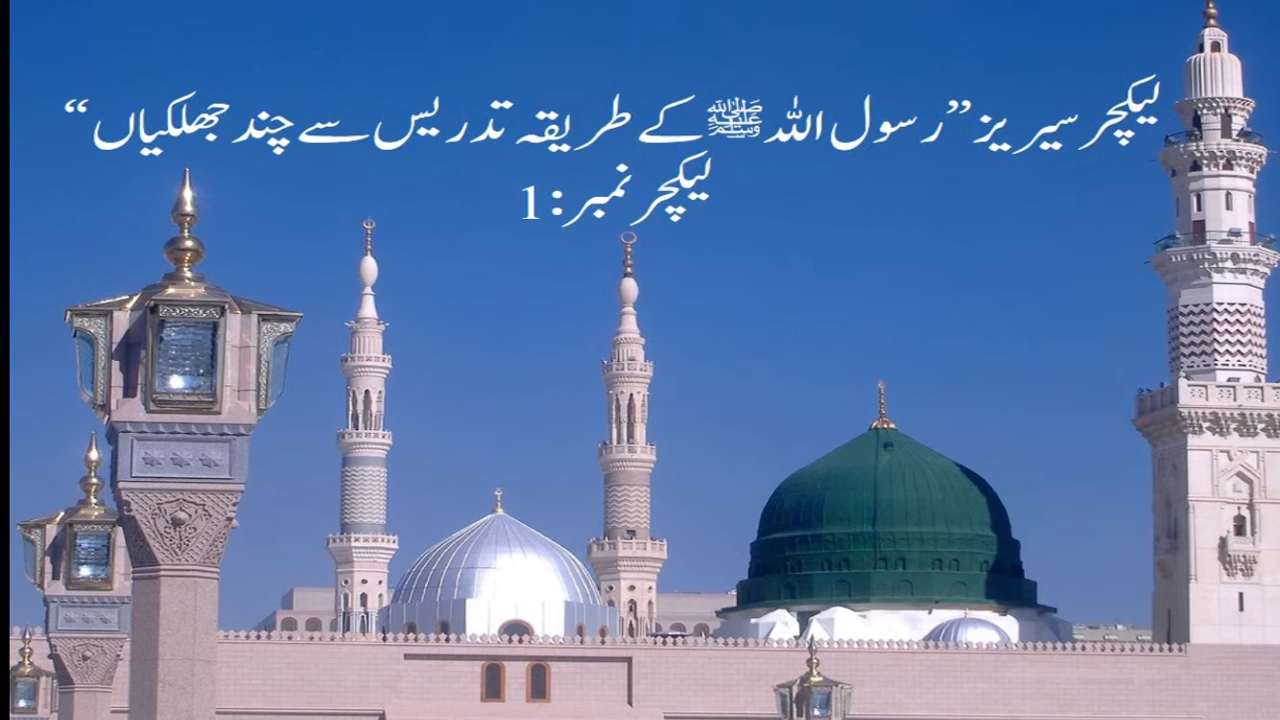 لیکچر سیریز ”رسول اللہ ﷺ کے طریقہ تدریس سے چند جھلکیاں“
لیکچر نمبر: 1